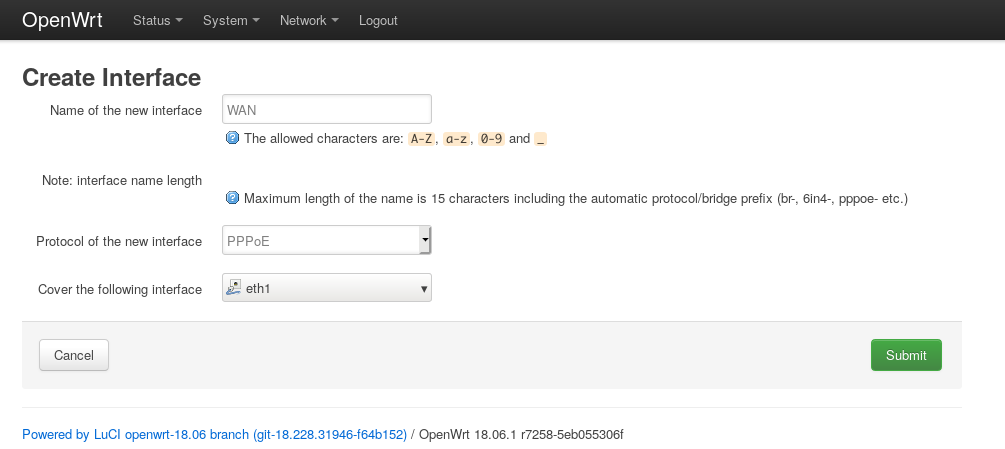 OpenWrt Status System Network Logout
Create Interface
Name of the new interface WAN
The allowed characters are: A-Z, a-z, 0-9 and _
Note: interface name length
Maximum length of the name is 15 characters including the automatic protocol/bridge prefix (br-, 6in4-, pppoe- etc.)
Protocol of the new interface PPPoE
Cover the following interface eth1
Cancel Submit
Powered by LuCI openwrt-18.06 branch (git-18.228.31946-f64b152) / OpenWrt 18.06.1 r7258-5eb055306f